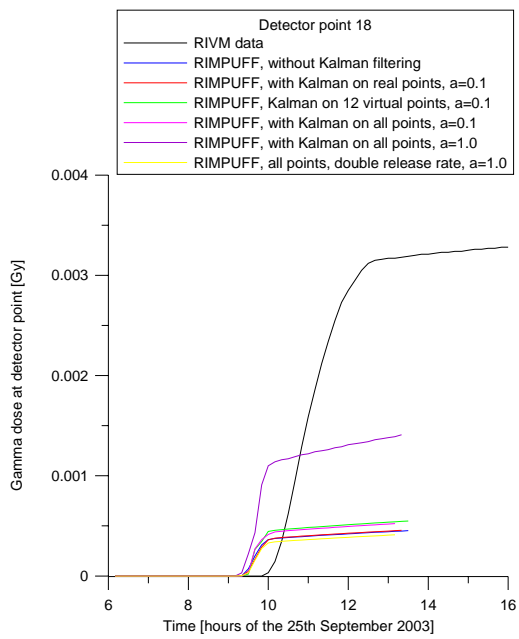 Detector point 18
RIVM data
RIMPUFF, without Kalman filtering
RIMPUFF, with Kalman on real points, a=0.1
RIMPUFF, Kalman on 12 virtual points, a=0.1
RIMPUFF, with Kalman on all points, a=0.1
RIMPUFF, with Kalman on all points, a=1.0
RIMPUFF, all points, double release rate, a=1.0
0.004
0.003
0.002
0.001
0
Gamma dose at detector point [Gy]
6 8 10 12 14 16
Time [hours of the 25th September 2003]